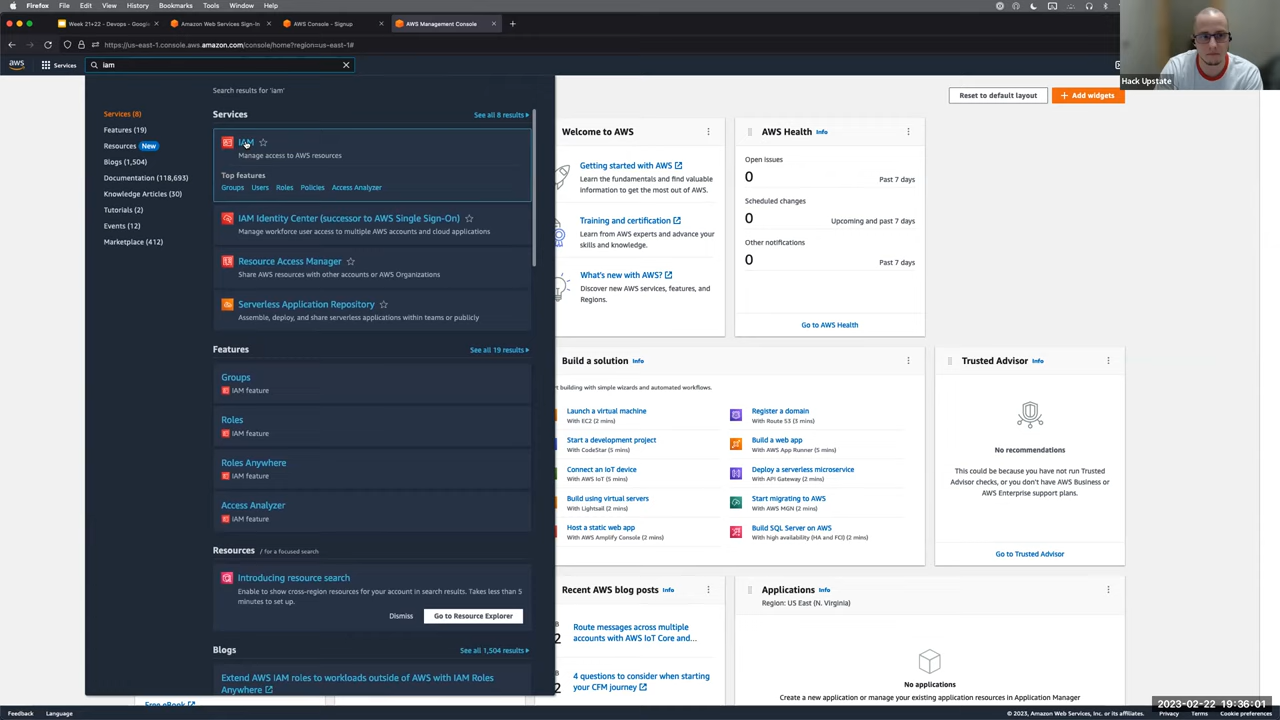 Firefox File Edit View History Bookmarks Tools Window Help
Week 21+22 - Devops - Google
Amazon Web Services Sign-In
AWS Console - Signup
AWS Management Console
https://us-east-1.console.aws.amazon.com/console/home?region=us-east-1#
aws
Services
iam
Hack Upstate
Search results for 'iam'
Services (8)
Features (19)
Resources New
Blogs (1,504)
Documentation (118,693)
Knowledge Articles (30)
Tutorials (2)
Events (12)
Marketplace (412)
Services
See all 8 results
IAM
Manage access to AWS resources
Top features
Groups Users Roles Policies Access Analyzer
IAM Identity Center (successor to AWS Single Sign-On)
Manage workforce user access to multiple AWS accounts and cloud applications
Resource Access Manager
Share AWS resources with other accounts or AWS Organizations
Serverless Application Repository
Assemble, deploy, and share serverless applications within teams or publicly
Features
See all 19 results
Groups
IAM feature
Roles
IAM feature
Roles Anywhere
IAM feature
Access Analyzer
IAM feature
Resources / for a focused search
Introducing resource search
Enable to show cross-region resources for your account in search results. Takes less than 5
minutes to set up.
Dismiss
Go to Resource Explorer
Blogs
See all 1,504 results
Extend AWS IAM roles to workloads outside of AWS with IAM Roles
Anywhere
Reset to default layout
+ Add widgets
Welcome to AWS
Getting started with AWS
Learn the fundamentals and find valuable
information to get the most out of AWS.
Training and certification
Learn from AWS experts and advance your
skills and knowledge.
What's new with AWS?
Discover new AWS services, features, and
Regions.
AWS Health Info
Open issues
0
Past 7 days
Scheduled changes
0
Upcoming and past 7 days
Other notifications
0
Past 7 days
Go to AWS Health
Build a solution Info
building with simple wizards and automated workflows.
Launch a virtual machine
With EC2 (2 mins)
Start a development project
With CodeStar (5 mins)
Connect an IoT device
With AWS IoT (5 mins)
Build using virtual servers
With Lightsail (2 mins)
Host a static web app
With AWS Amplify Console (2 mins)
Register a domain
With Route 53 (3 mins)
Build a web app
With AWS App Runner (5 mins)
Deploy a serverless microservice
With API Gateway (2 mins)
Start migrating to AWS
With AWS MGN (2 mins)
Build SQL Server on AWS
With high availability (HA and FCI) (2 mins)
Trusted Advisor Info
No recommendations
This could be because you have not run Trusted
Advisor checks, or you don't have AWS Business or
AWS Enterprise support plans.
Go to Trusted Advisor
Recent AWS blog posts Info
Route messages across multiple
accounts with AWS IoT Core and...
4 questions to consider when starting
your CFM journey
Applications Info
Region: US East (N. Virginia)
No applications
Create a new application or manage your existing application resources in Application Manager
2023-02-22 19:36:01
Feedback Language
© 2023, Amazon Web Services, Inc. or its affiliates. Privacy Terms Cookie preferences